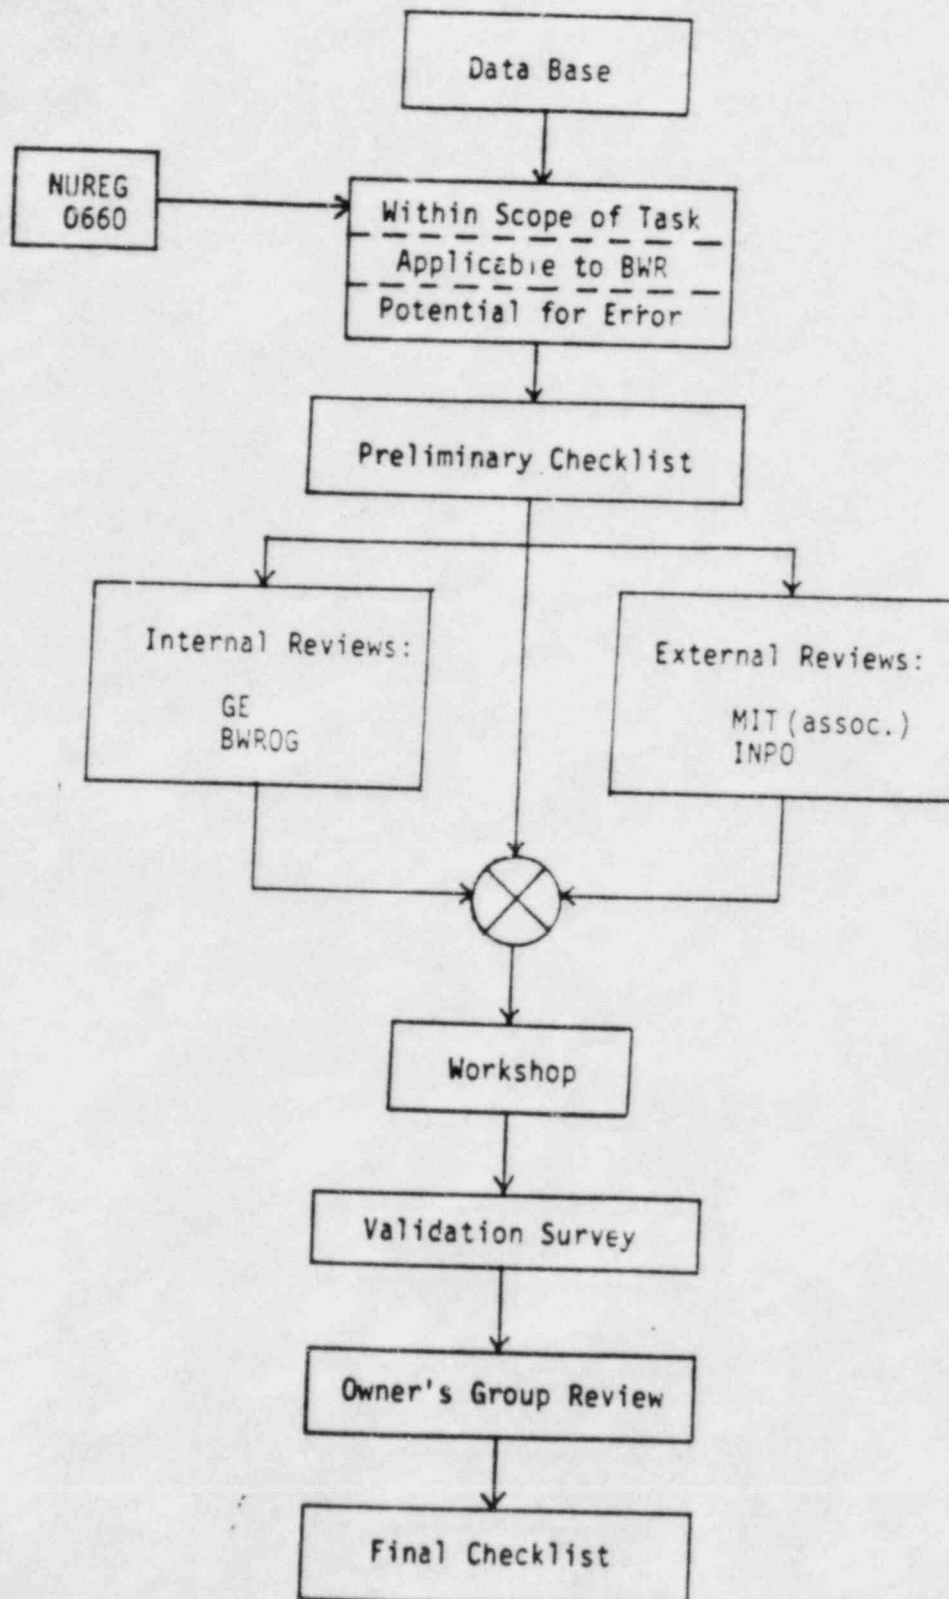 Data Base
NUREG
0660
Within Scope of Task
Applicable to BWR
Potential for Error
Preliminary Checklist
Internal Reviews:
GE
BWROG
External Reviews:
MIT (assoc.)
INPO
Workshop
Validation Survey
Owner's Group Review
Final Checklist